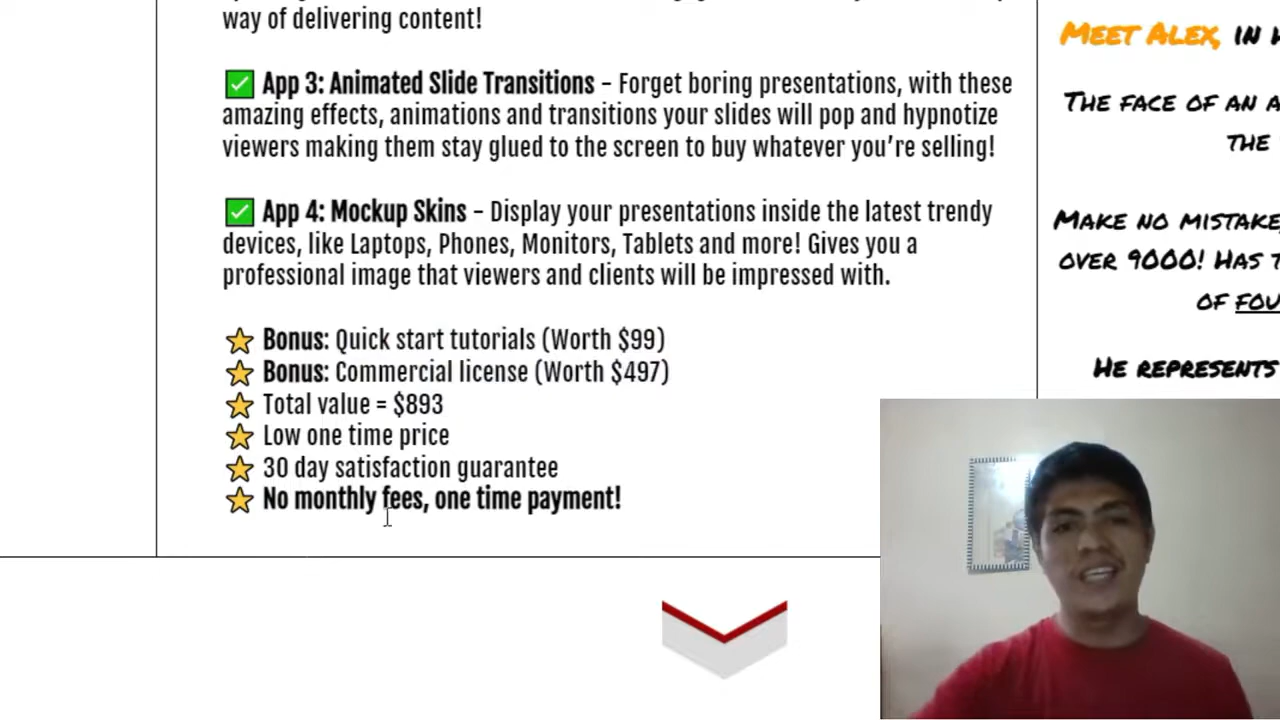 way of delivering content!
App 3: Animated Slide Transitions – Forget boring presentations, with these
amazing effects, animations and transitions your slides will pop and hypnotize
viewers making them stay glued to the screen to buy whatever you're selling!
App 4: Mockup Skins – Display your presentations inside the latest trendy
devices, like Laptops, Phones, Monitors, Tablets and more! Gives you a
professional image that viewers and clients will be impressed with.
Bonus: Quick start tutorials (Worth $99)
Bonus: Commercial license (Worth $497)
Total value = $893
Low one time price
30 day satisfaction guarantee
No monthly fees, one time payment!
MEET ALEX, IN
THE FACE OF AN
THE
MAKE NO MISTAKE,
OVER 9000! HAS
OF
HE REPRESENTS